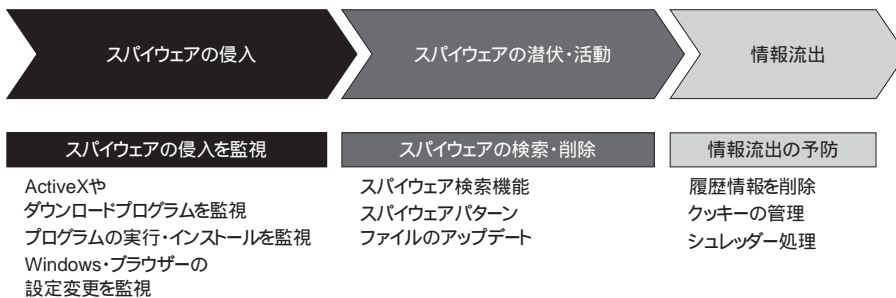 スパイウェアの侵入
スパイウェアの潜伏・活動
情報流出
スパイウェアの侵入を監視
ActiveXや
ダウンロードプログラムを監視
プログラムの実行・インストールを監視
Windows・ブラウザーの
設定変更を監視
スパイウェアの検索・削除
スパイウェア検索機能
スパイウェアパターン
ファイルのアップデート
情報流出の予防
履歴情報を削除
クッキーの管理
シュレッダー処理